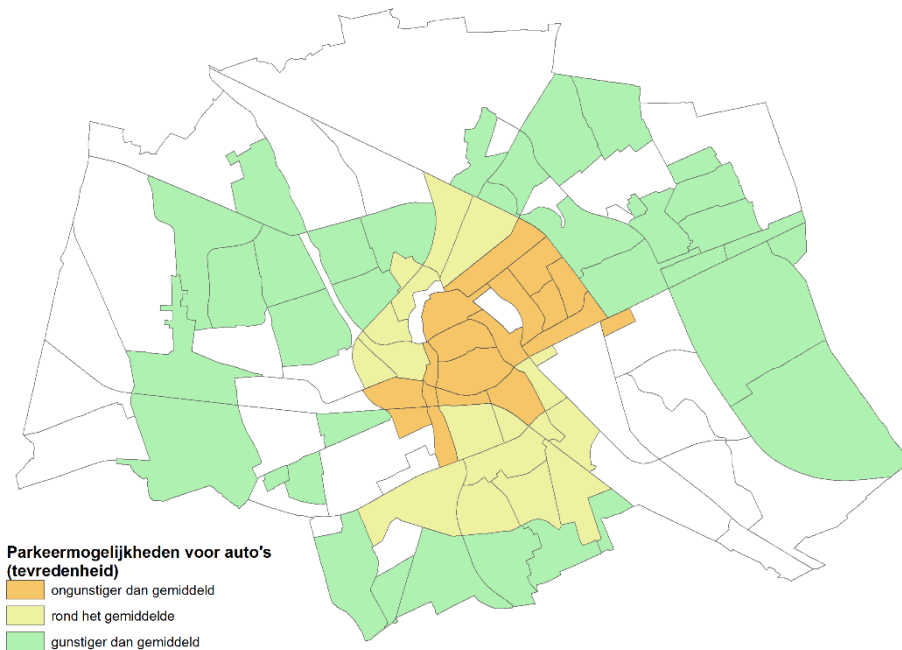 Parkeermogelijkheden voor auto's
(tevredenheid)
ongunstiger dan gemiddeld
rond het gemiddelde
gunstiger dan gemiddeld